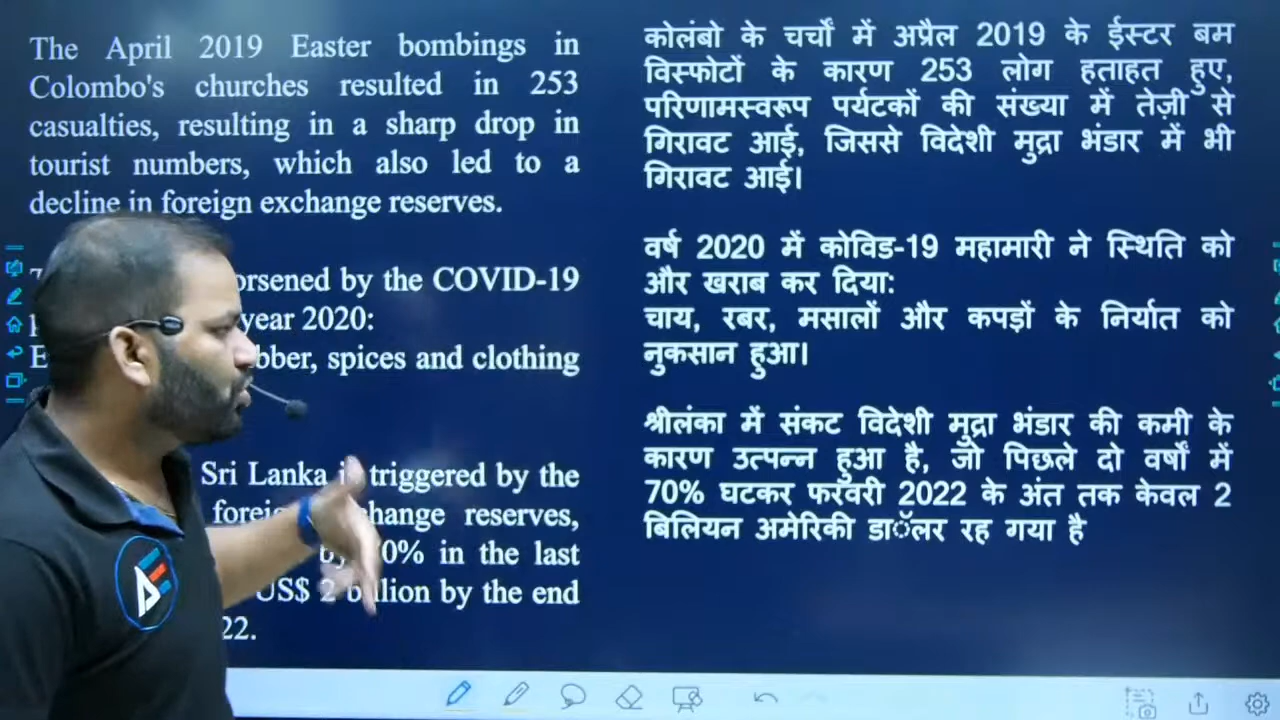 The April 2019 Easter bombings in
Colombo's churches resulted in 253
casualties, resulting in a sharp drop in
tourist numbers, which also led to a
decline in foreign exchange reserves.
by the COVID-19
year 2020:
spices and clothing
Sri Lanka triggered by the
reserves,
in the last
US$ 2 by the end
कोलंबो के चर्चों में अप्रैल 2019 के ईस्टर बम
विस्फोटों के कारण 253 लोग हताहत हुए,
परिणामस्वरूप पर्यटकों की संख्या में तेज़ी से
गिरावट आई, जिससे विदेशी मुद्रा भंडार में भी
गिरावट आई।
वर्ष 2020 में कोविड-19 महामारी ने स्थिति को
और खराब कर दिया:
चाय, रबर, मसालों और कपड़ों के निर्यात को
नुकसान हुआ।
श्रीलंका में संकट विदेशी मुद्रा भंडार की कमी के
कारण उत्पन्न हुआ है, जो पिछले दो वर्षों में
70% घटकर फरवरी 2022 के अंत तक केवल 2
बिलियन अमेरिकी डाॅलर रह गया है